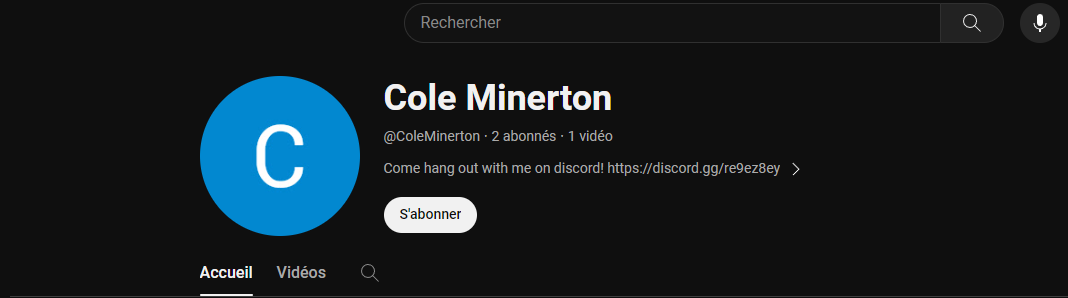 Rechercher
C
Cole Minerton
@ColeMinerton · 2 abonnés · 1 vidéo
Come hang out with me on discord! https://discord.gg/re9ez8ey
S'abonner
Accueil Vidéos